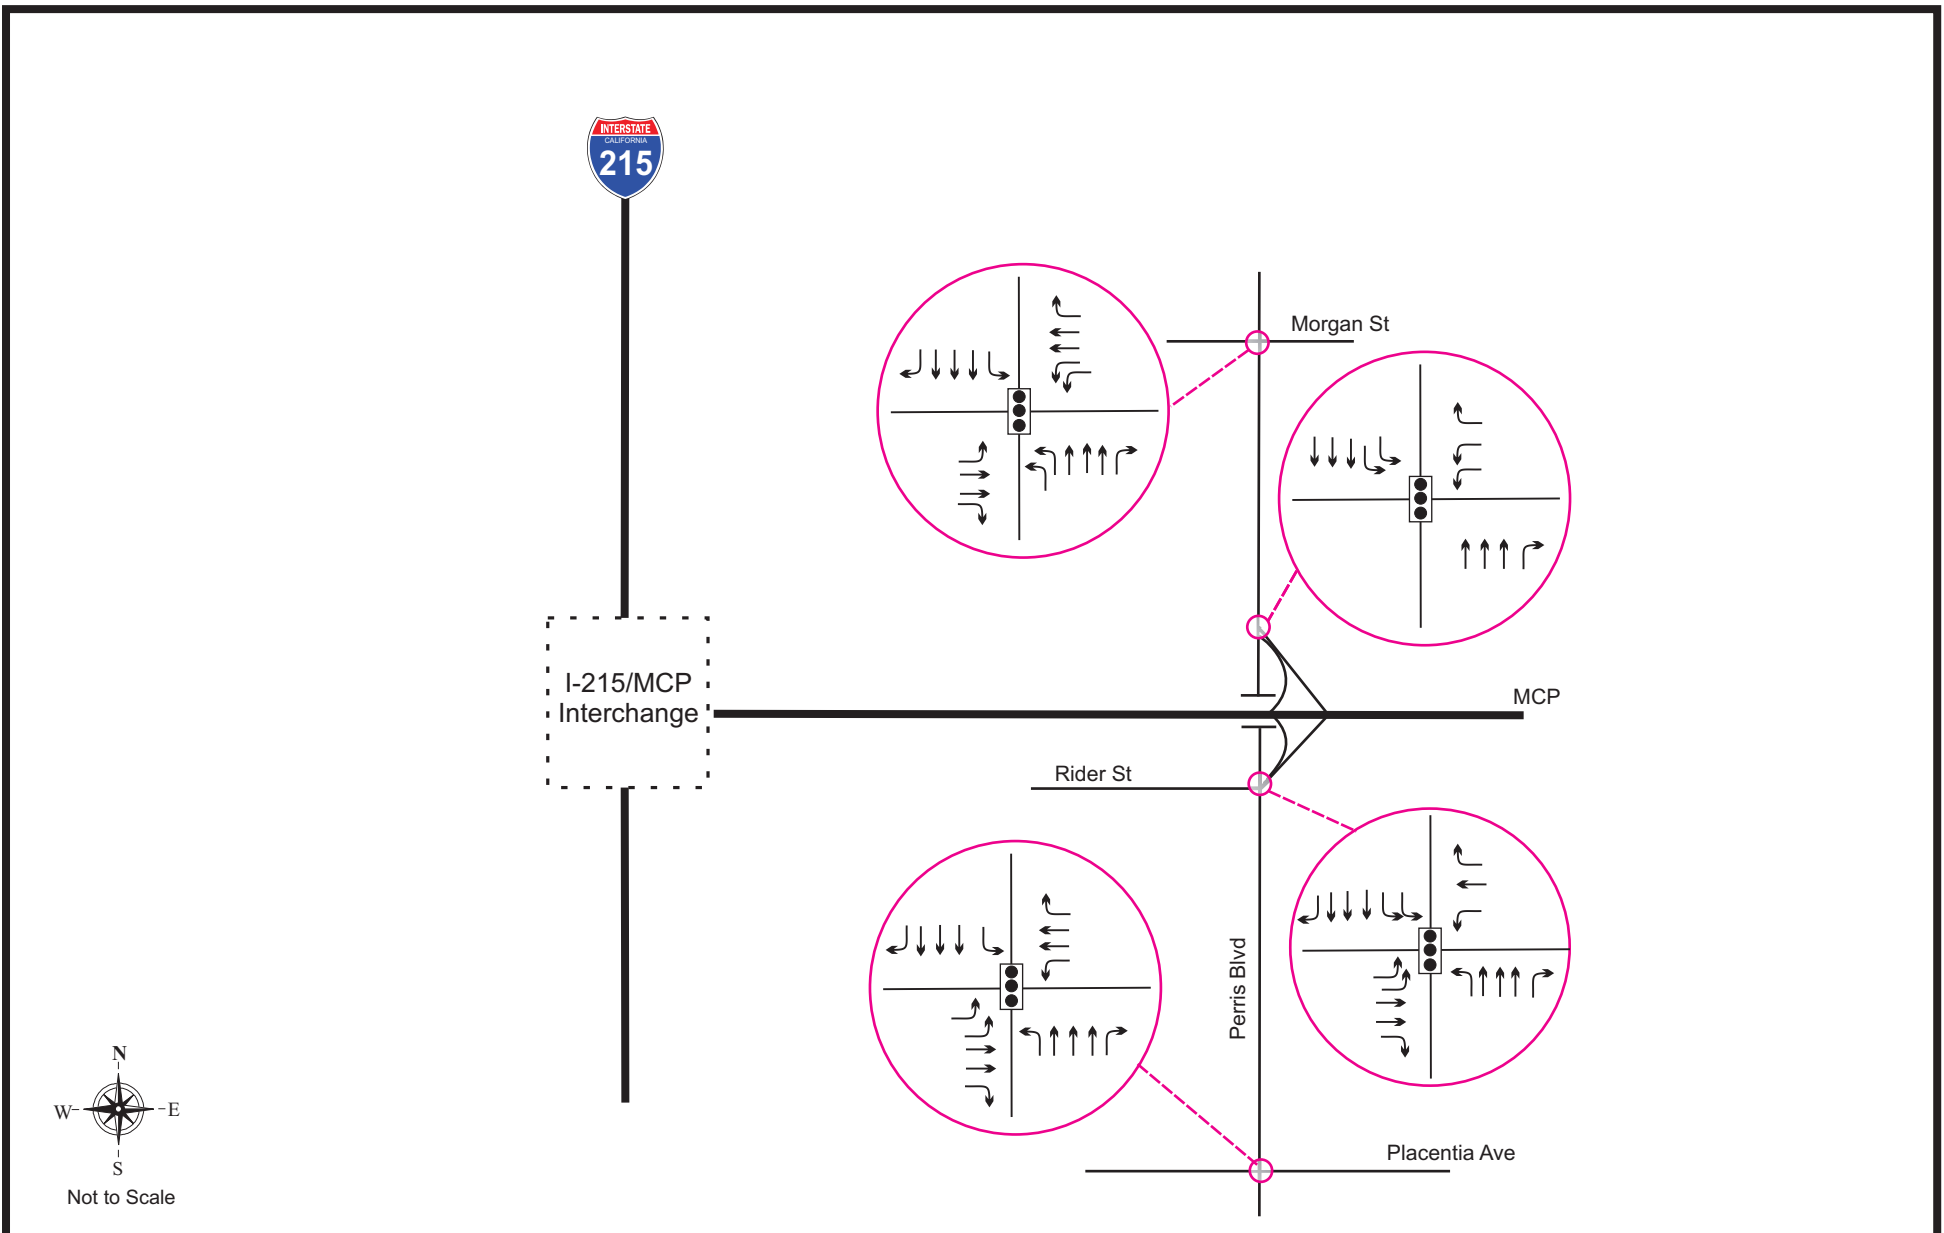 INTERSTATE
CALIFORNIA
215
Morgan St
I-215/MCP
Interchange
MCP
Rider St
Perris Blvd
Placentia Ave
N
W
E
S
Not to Scale